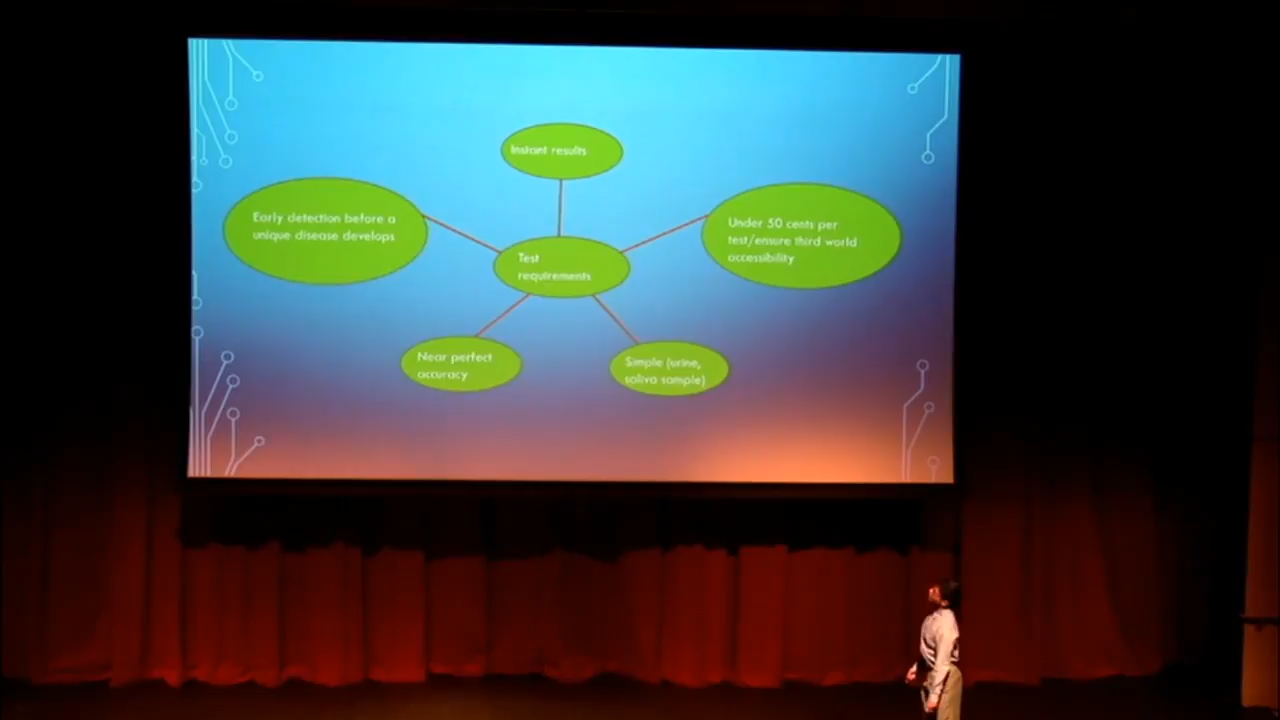 Instant results
Early detection before a
unique disease develops
Under 50 cents per
test/ensure third world
accessibility
Test
requirements
Near perfect
accuracy
Simple (urine,
saliva sample)